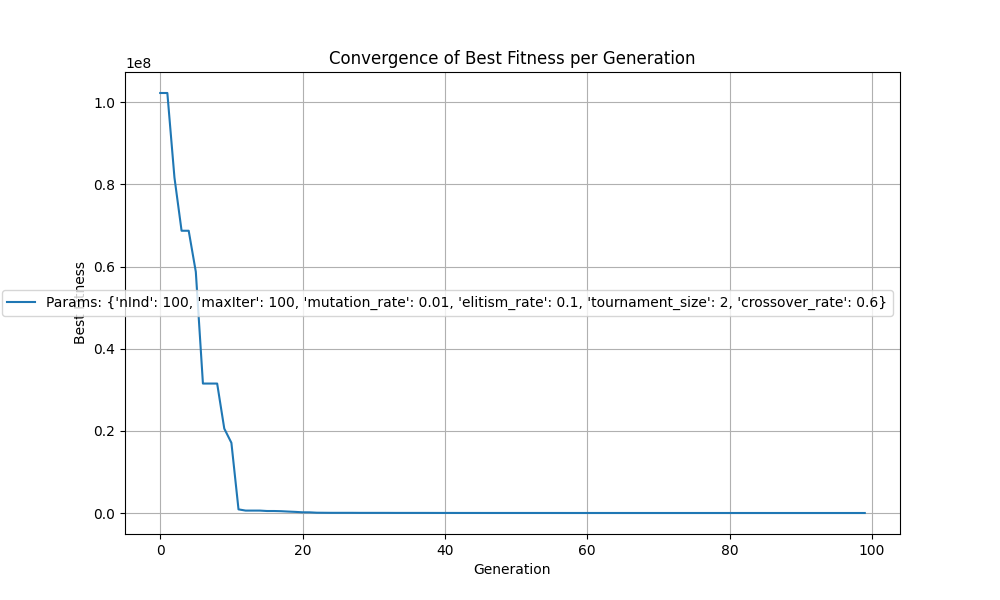 Convergence of Best Fitness per Generation
1e8
1.0
0.8
0.6
0.4
0.2
0.0
Best
Params: {'nInd': 100, 'maxIter': 100, 'mutation_rate': 0.01, 'elitism_rate': 0.1, 'tournament_size': 2, 'crossover_rate': 0.6}
0 20 40 60 80 100
Generation